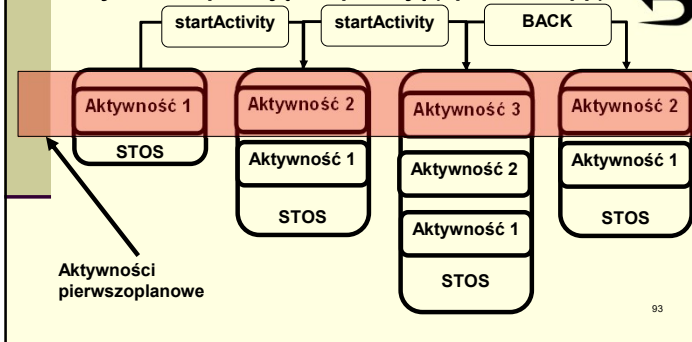 startActivity
startActivity
BACK
Aktywność 1
STOS
Aktywność 2
Aktywność 1
STOS
Aktywność 3
Aktywność 2
Aktywność 1
STOS
Aktywność 2
Aktywność 1
STOS
Aktywności
pierwszoplanowe
93